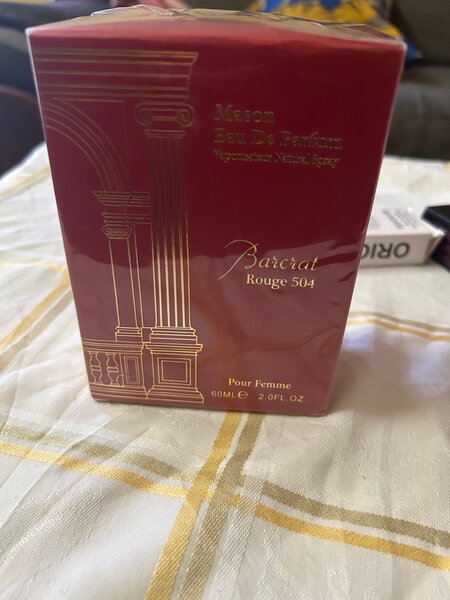 Mason
Eau De Parfum
Vaporisateur Natural Spray
Barcrat
Rouge 504
Pour Femme
60ML℮ 2.0FL.OZ
ORIG